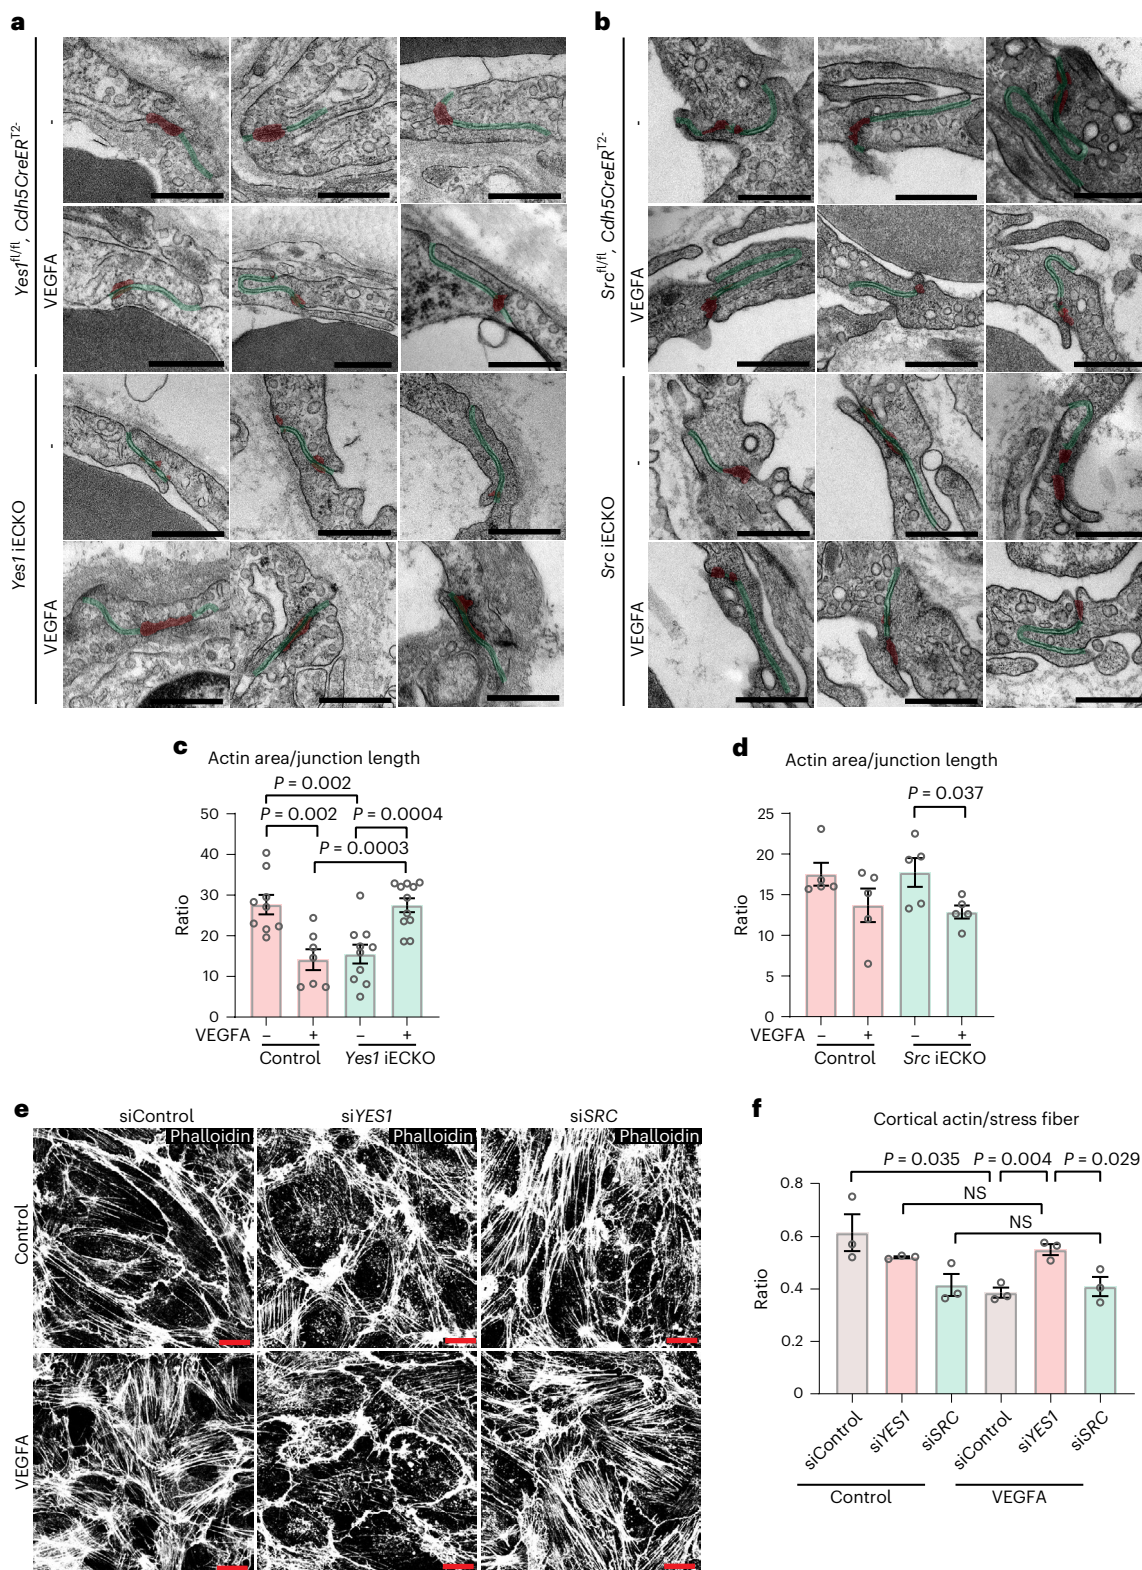 a
Yes1fl/fl, Cdh5CreERT2-
-
VEGFA
Yes1 iECKO
-
VEGFA
b
Srcfl/fl, Cdh5CreERT2-
-
VEGFA
Src iECKO
-
VEGFA
c
Actin area/junction length
P = 0.002
P = 0.002
P = 0.0004
P = 0.0003
Ratio
50
40
30
20
10
0
VEGFA – + – +
Control Yes1 iECKO
d
Actin area/junction length
P = 0.037
Ratio
25
20
15
10
5
0
VEGFA – + – +
Control Src iECKO
e
siControl siYES1 siSRC
Phalloidin Phalloidin Phalloidin
Control
VEGFA
f
Cortical actin/stress fiber
P = 0.035 P = 0.004 P = 0.029
NS
NS
Ratio
0.8
0.6
0.4
0.2
0
siControl siYES1 siSRC siControl siYES1 siSRC
Control VEGFA